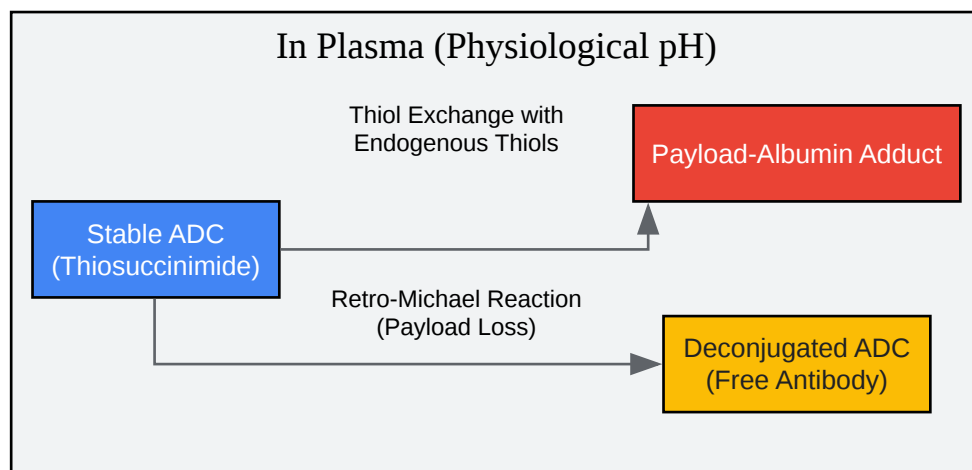 In Plasma (Physiological pH)
Thiol Exchange with
Endogenous Thiols
Payload-Albumin Adduct
Stable ADC
(Thiosuccinimide)
Retro-Michael Reaction
(Payload Loss)
Deconjugated ADC
(Free Antibody)